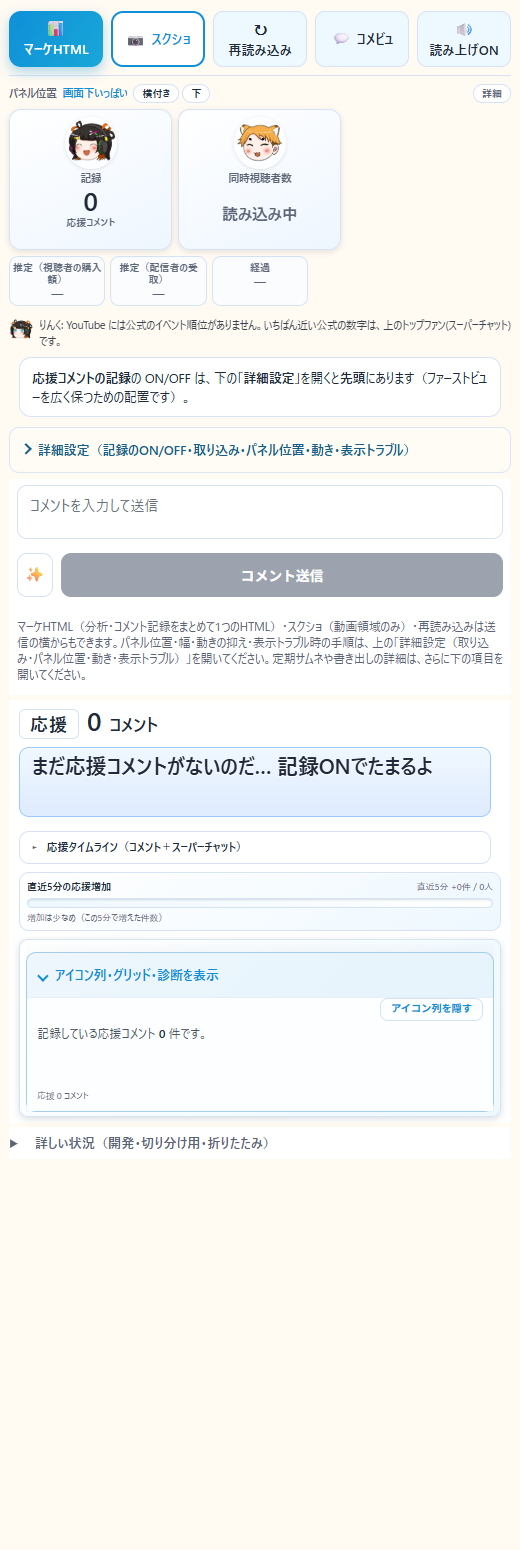 マーケHTML
スクショ
再読み込み
コメビュ
読み上げON
パネル位置 画面下いっぱい 横付き 下 詳細
記録
0
応援コメント
同時視聴者数
読み込み中
推定（視聴者の購入
額）
—
推定（配信者の受
取）
—
経過
—
りんく: YouTube には公式のイベント順位がありません。いちばん近い公式の数字は、上のトップファン(スーパーチャット)
です。
応援コメントの記録の ON/OFF は、下の「詳細設定」を開くと先頭にあります（ファーストビュ
ーを広く保つための配置です）。
詳細設定（記録のON/OFF・取り込み・パネル位置・動き・表示トラブル）
コメントを入力して送信
コメント送信
マーケHTML（分析・コメント記録をまとめて1つのHTML）・スクショ（動画領域のみ）・再読み込みは送
信の横からもできます。パネル位置・幅・動きの抑え・表示トラブル時の手順は、上の「詳細設定（取り込
み・パネル位置・動き・表示トラブル）」を開いてください。定期サムネや書き出しの詳細は、さらに下の項目を
開いてください。
応援 0 コメント
まだ応援コメントがないのだ… 記録ONでたまるよ
応援タイムライン（コメント＋スーパーチャット）
直近5分の応援増加 直近5分 +0件 / 0人
増加は少なめ（この5分で増えた件数）
アイコン列・グリッド・診断を表示
アイコン列を隠す
記録している応援コメント 0 件です。
応援 0 コメント
詳しい状況（開発・切り分け用・折りたたみ）